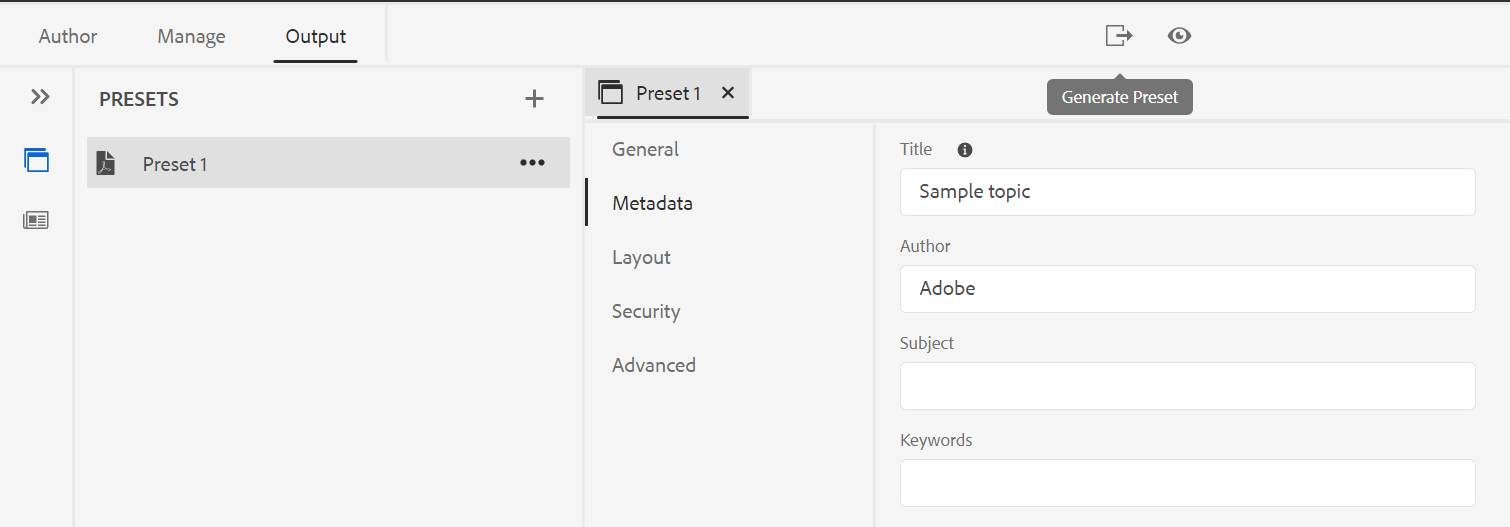 Author Manage Output
Generate Preset
PRESETS
Preset 1
Preset 1
General
Metadata
Layout
Security
Advanced
Title
Sample topic
Author
Adobe
Subject
Keywords